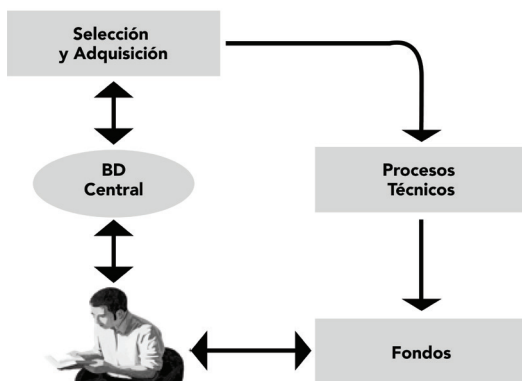 Selección
y Adquisición
BD
Central
Procesos
Técnicos
Fondos